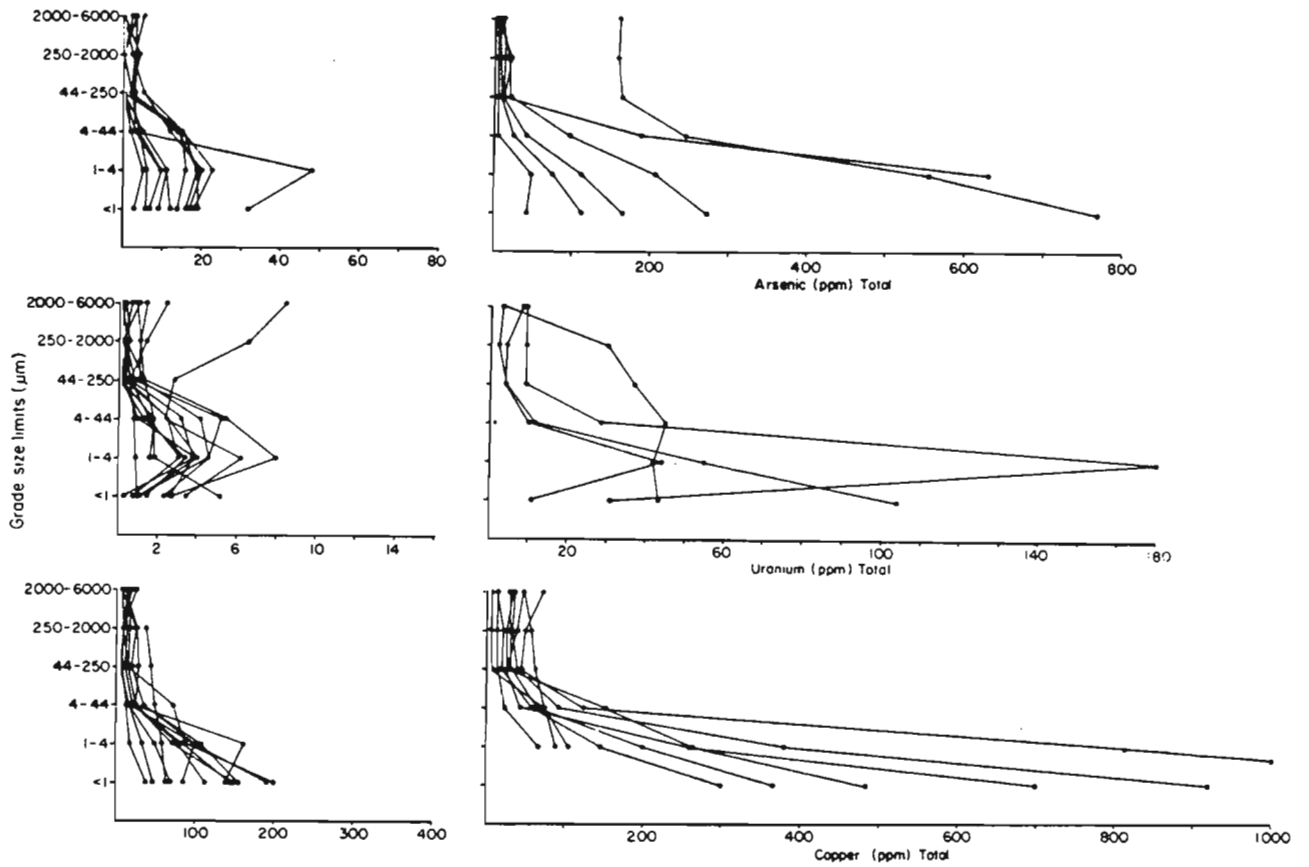 2000-6000
250-2000
44-250
4-44
1-4
<1
20 40 60 80
200 400 600 800
Arsenic (ppm) Total
Grade size limits (μm)
2000-6000
250-2000
44-250
4-44
1-4
<1
2 6 10 14
20 60 100 140 180
Uranium (ppm) Total
2000-6000
250-2000
44-250
4-44
1-4
<1
100 200 300 400
200 400 600 800 1000
Copper (ppm) Total